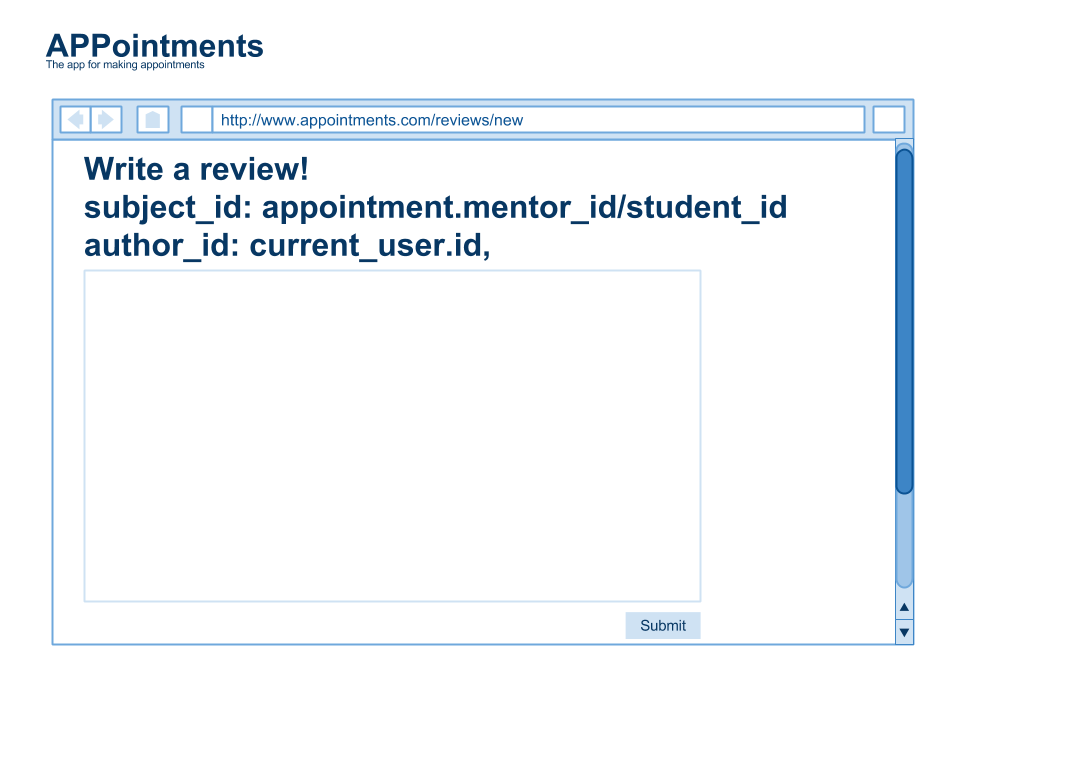 APPointments
The app for making appointments
http://www.appointments.com/reviews/new
Write a review!
subject_id: appointment.mentor_id/student_id
author_id: current_user.id,
Submit